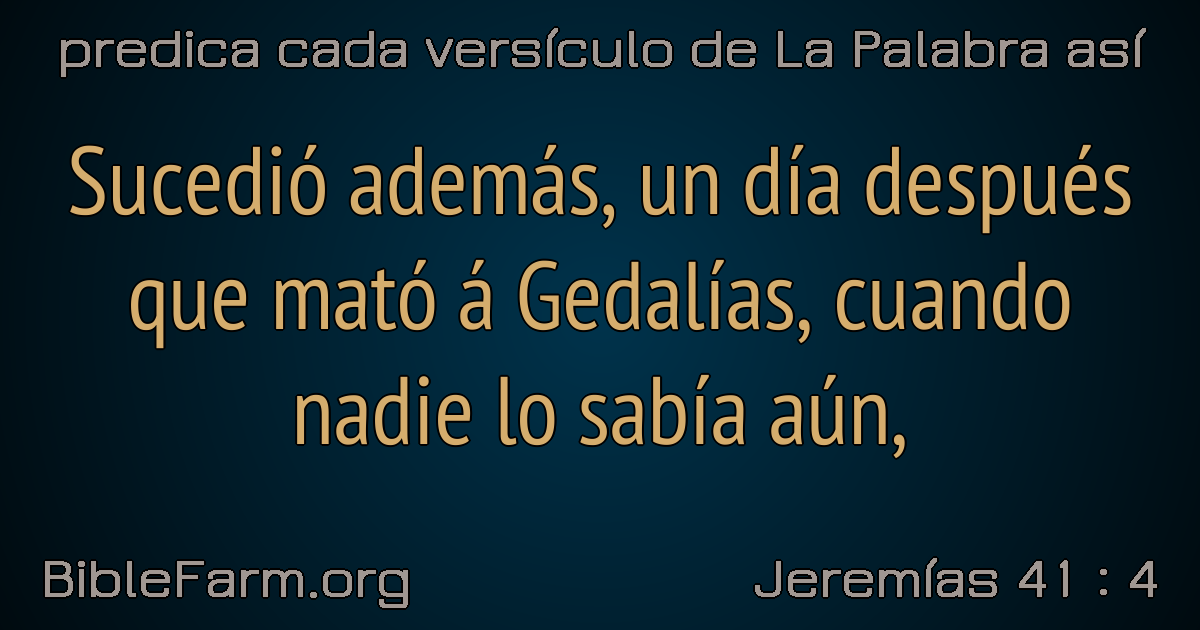 predica cada versículo de La Palabra así
Sucedió además, un día después
que mató á Gedalías, cuando
nadie lo sabía aún,
BibleFarm.org
Jeremías 41 : 4